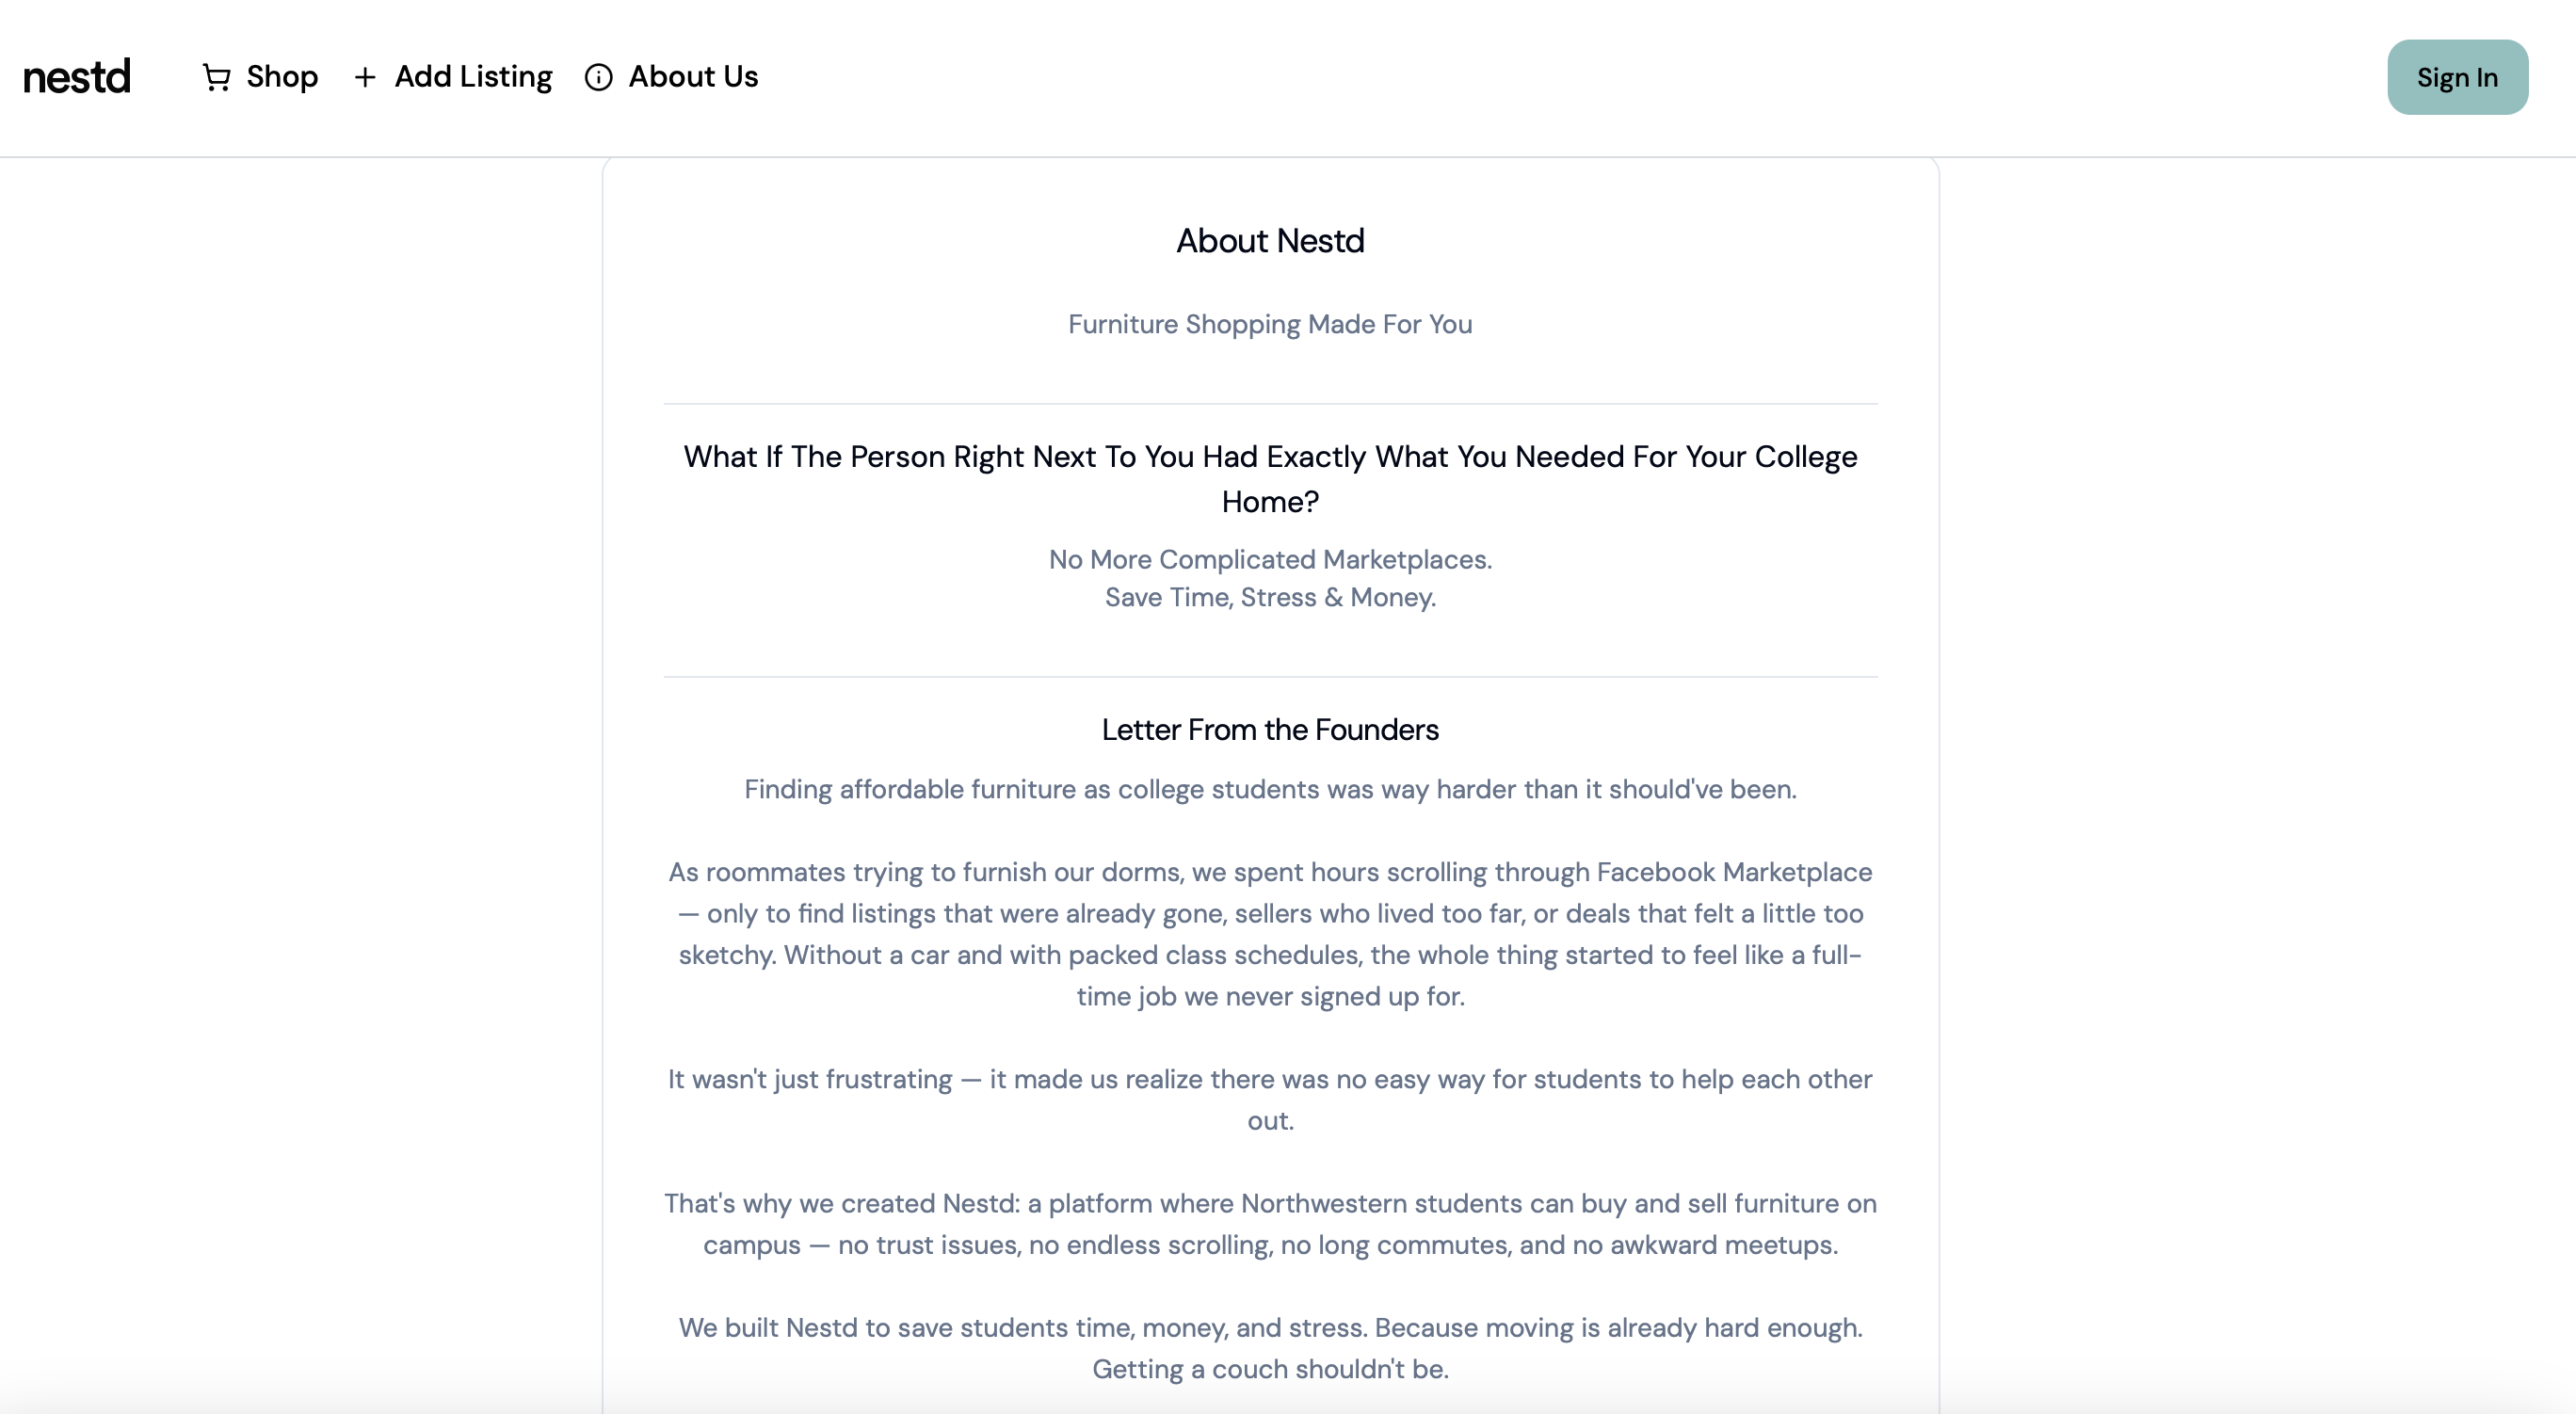 nestd
Shop
Add Listing
About Us
Sign In
About Nestd
Furniture Shopping Made For You
What If The Person Right Next To You Had Exactly What You Needed For Your College
Home?
No More Complicated Marketplaces.
Save Time, Stress & Money.
Letter From the Founders
Finding affordable furniture as college students was way harder than it should've been.
As roommates trying to furnish our dorms, we spent hours scrolling through Facebook Marketplace
— only to find listings that were already gone, sellers who lived too far, or deals that felt a little too
sketchy. Without a car and with packed class schedules, the whole thing started to feel like a full-
time job we never signed up for.
It wasn't just frustrating — it made us realize there was no easy way for students to help each other
out.
That's why we created Nestd: a platform where Northwestern students can buy and sell furniture on
campus — no trust issues, no endless scrolling, no long commutes, and no awkward meetups.
We built Nestd to save students time, money, and stress. Because moving is already hard enough.
Getting a couch shouldn't be.